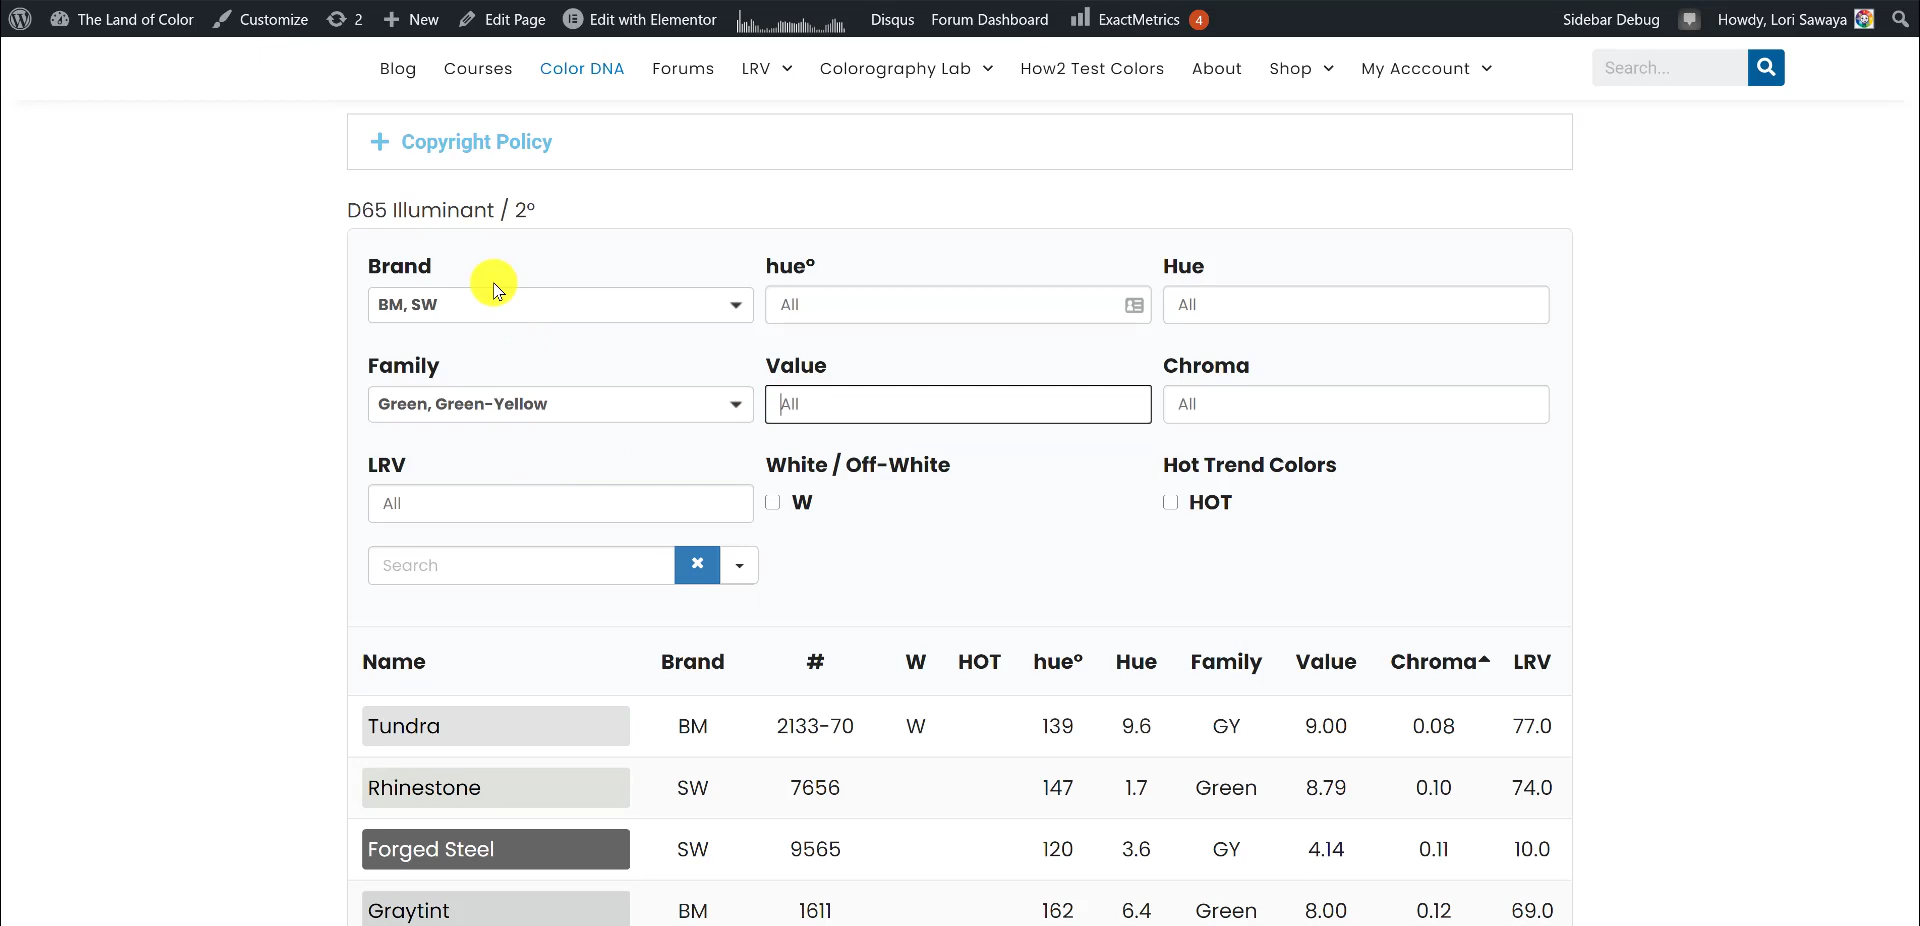 The Land of Color Customize 2 New Edit Page Edit with Elementor Disqus Forum Dashboard ExactMetrics 4 Sidebar Debug Howdy, Lori Sawaya
Blog Courses Color DNA Forums LRV Colorography Lab How2 Test Colors About Shop My Acccount Search...
Copyright Policy
D65 Illuminant / 2°
Brand hue° Hue
BM, SW All All
Family Value Chroma
Green, Green-Yellow All All
LRV White / Off-White Hot Trend Colors
All W HOT
Search
Name Brand # W HOT hue° Hue Family Value Chroma LRV
Tundra BM 2133-70 W 139 9.6 GY 9.00 0.08 77.0
Rhinestone SW 7656 147 1.7 Green 8.79 0.10 74.0
Forged Steel SW 9565 120 3.6 GY 4.14 0.11 10.0
Graytint BM 1611 162 6.4 Green 8.00 0.12 69.0